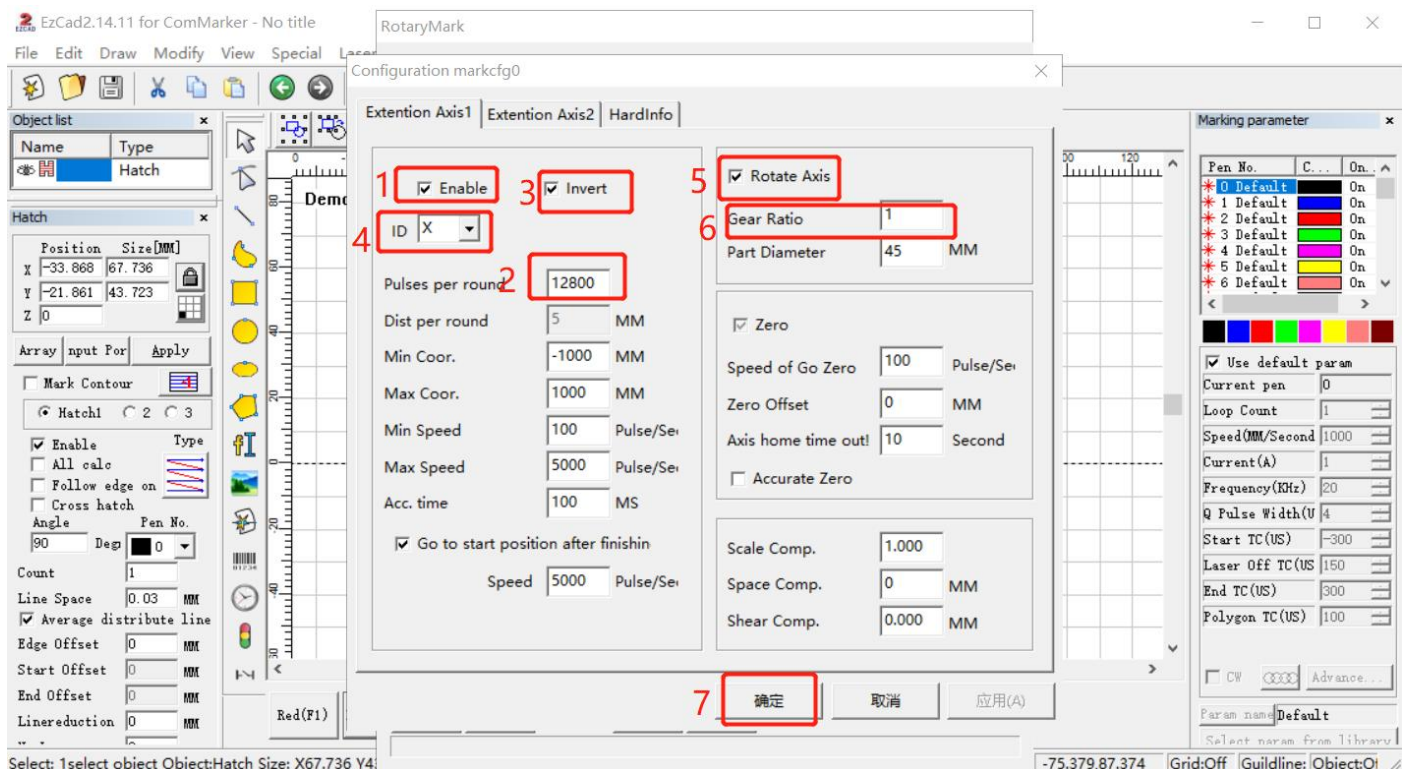 EzCad2.14.11 for ComMarker - No title
File Edit Draw Modify View Special Laser
RotaryMark
Configuration markcfg0
Extention Axis1 Extention Axis2 HardInfo
Object list
Name Type
Hatch
Hatch
Position Size[MM]
X -33.868 67.736
Y -21.861 43.723
Z 0
Array nput Por Apply
Mark Contour
Hatch1 2 3
Enable Type
All calc
Follow edge on
Cross hatch
Angle Pen No.
90 Degr 0
Count 1
Line Space 0.03 MM
Average distribute line
Edge Offset 0 MM
Start Offset 0 MM
End Offset 0 MM
Linereduction 0 MM
Demo
Red(F1)
1 Enable 3 Invert
4 ID X
Pulses per round 2 12800
Dist per round 5 MM
Min Coor. -1000 MM
Max Coor. 1000 MM
Min Speed 100 Pulse/Se
Max Speed 5000 Pulse/Se
Acc. time 100 MS
Go to start position after finishin
Speed 5000 Pulse/Se
5 Rotate Axis
6 Gear Ratio 1
Part Diameter 45 MM
Zero
Speed of Go Zero 100 Pulse/Se
Zero Offset 0 MM
Axis home time out! 10 Second
Accurate Zero
Scale Comp. 1.000
Space Comp. 0 MM
Shear Comp. 0.000 MM
7 确定 取消 应用(A)
120
Marking parameter
Pen No. C... On..
0 Default On
1 Default On
2 Default On
3 Default On
4 Default On
5 Default On
6 Default On
Use default param
Current pen 0
Loop Count 1
Speed(MM/Second 1000
Current(A) 1
Frequency(KHz) 20
Q Pulse Width(U 4
Start TC(US) -300
Laser Off TC(US 150
End TC(US) 300
Polygon TC(US) 100
CW Advance...
Param name Default
Select param from library
Select: 1select object Object:Hatch Size: X67.736 Y4
-75.379,87.374 Grid:Off Guildline: Object:O